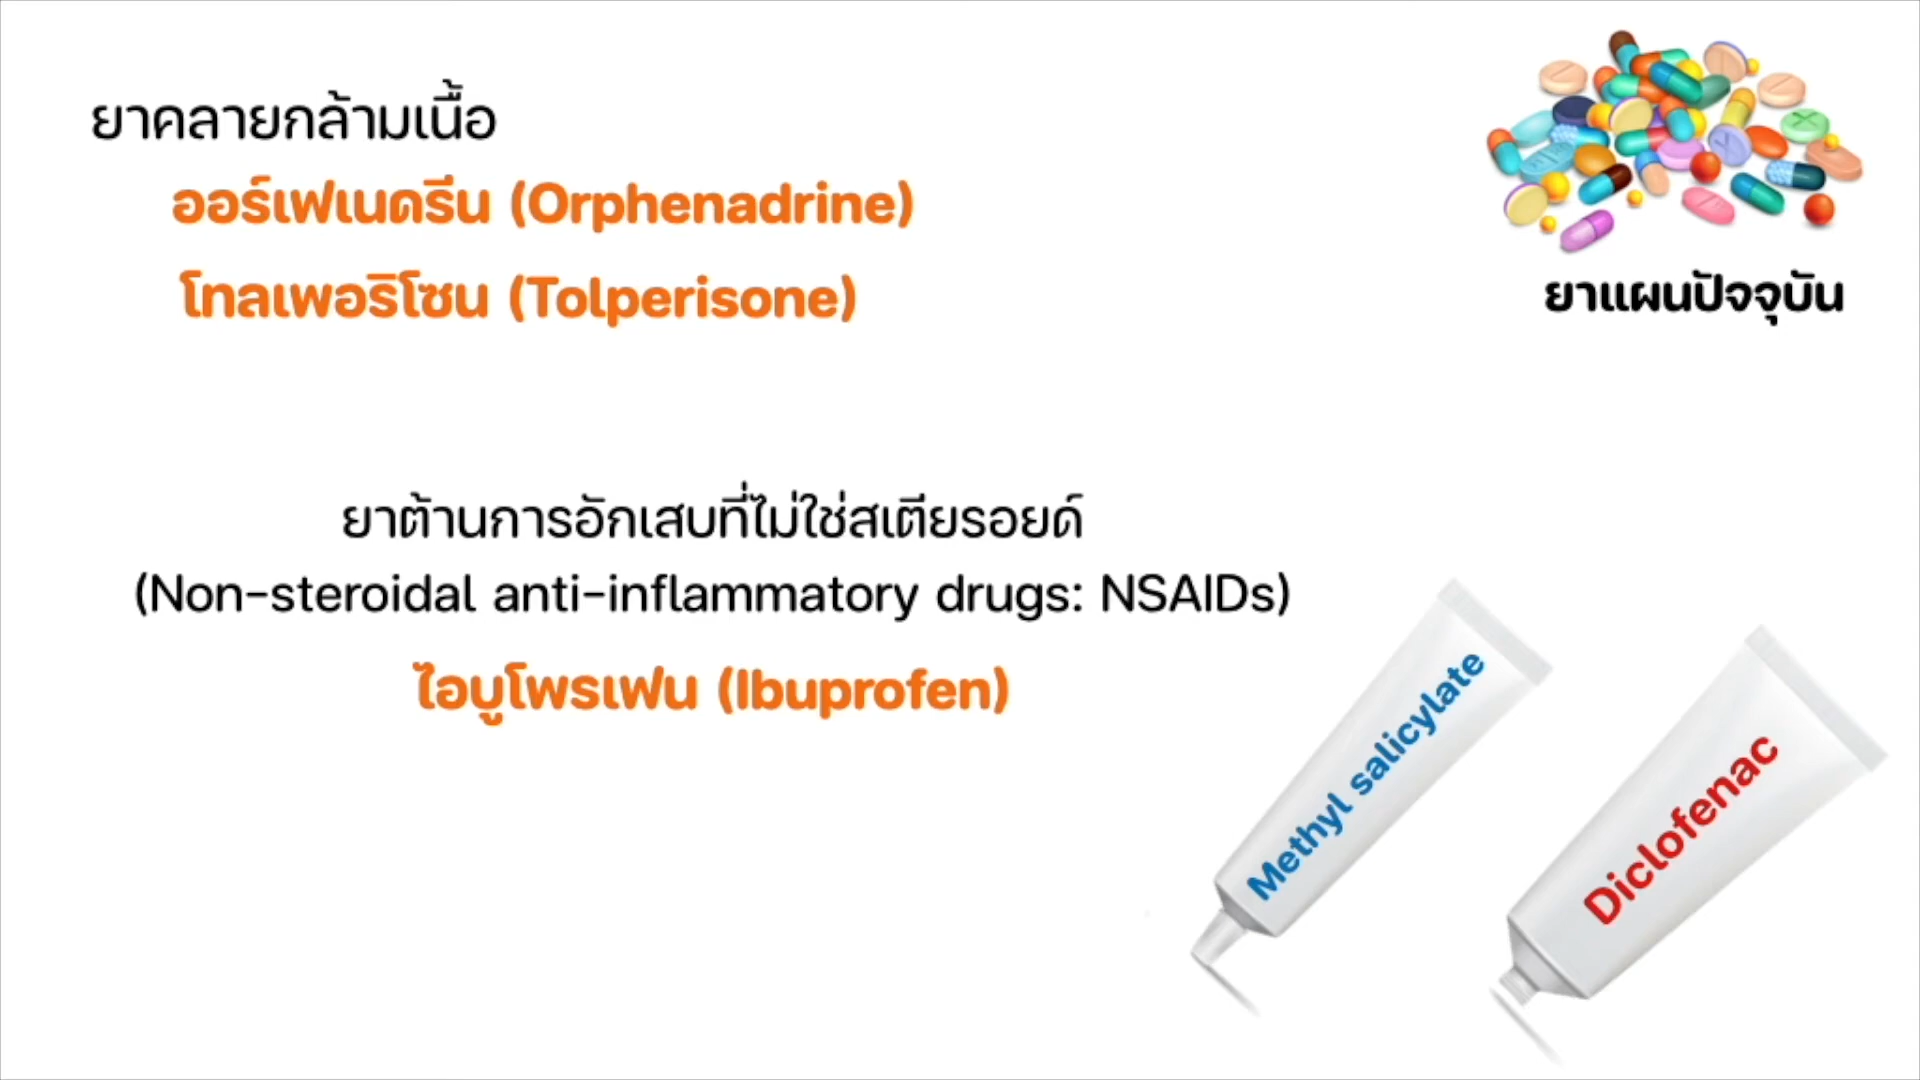 ยาคลายกล้ามเนื้อ
ออร์เฟเนดรีน (Orphenadrine)
โทลเพอริโซน (Tolperisone)
ยาแผนปัจจุบัน
ยาต้านการอักเสบที่ไม่ใช่สเตียรอยด์
(Non-steroidal anti-inflammatory drugs: NSAIDs)
ไอบูโพรเฟน (Ibuprofen)
Methyl salicylate
Diclofenac